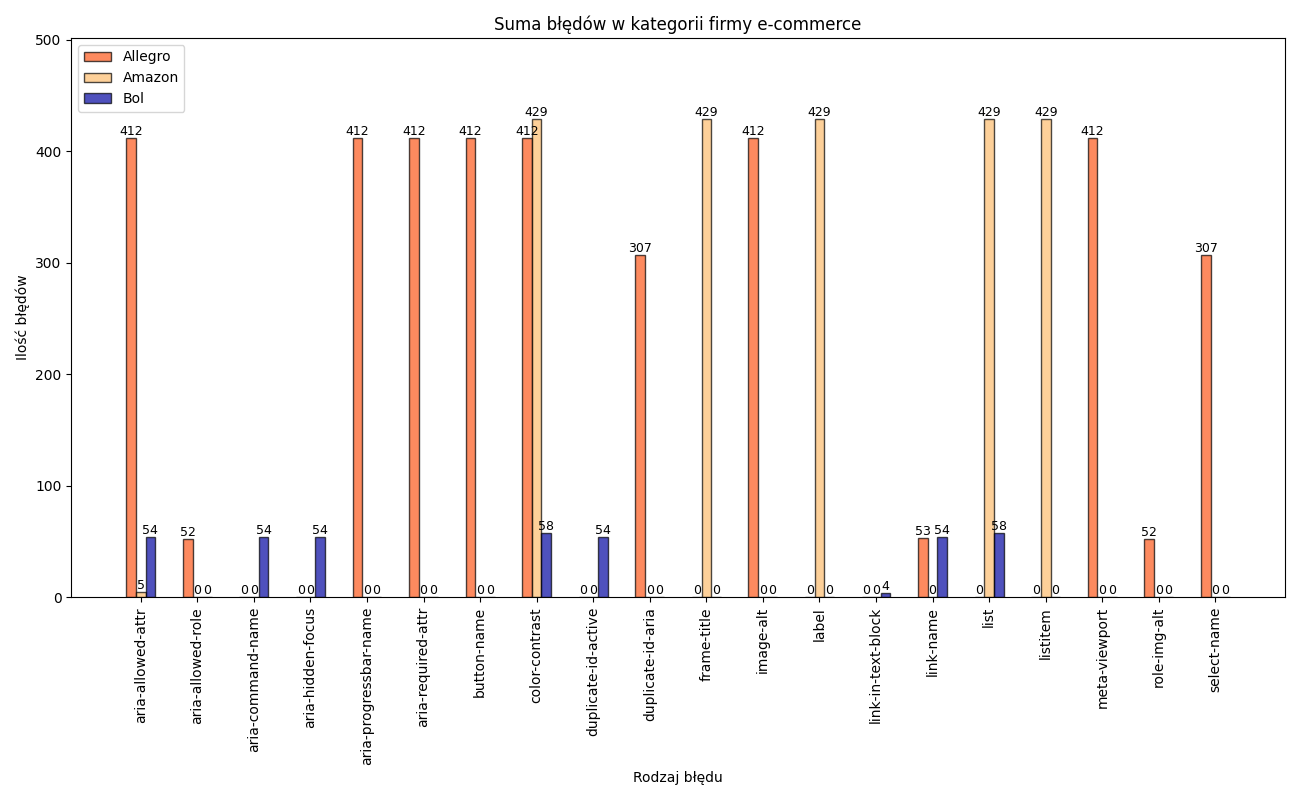 Suma błędów w kategorii firmy e-commerce
Allegro
Amazon
Bol
Ilość błędów
500
400
300
200
100
0
412 5 54
52 0 0
0 0 54
0 0 54
412 0 0
412 0 0
412 0 0
412 429 58
0 0 54
307 0 0
0 429 0
412 0 0
0 429 0
0 0 4
53 0 54
0 429 58
0 429 0
412 0 0
52 0 0
307 0 0
aria-allowed-attr
aria-allowed-role
aria-command-name
aria-hidden-focus
aria-progressbar-name
aria-required-attr
button-name
color-contrast
duplicate-id-active
duplicate-id-aria
frame-title
image-alt
label
link-in-text-block
link-name
list
listitem
meta-viewport
role-img-alt
select-name
Rodzaj błędu